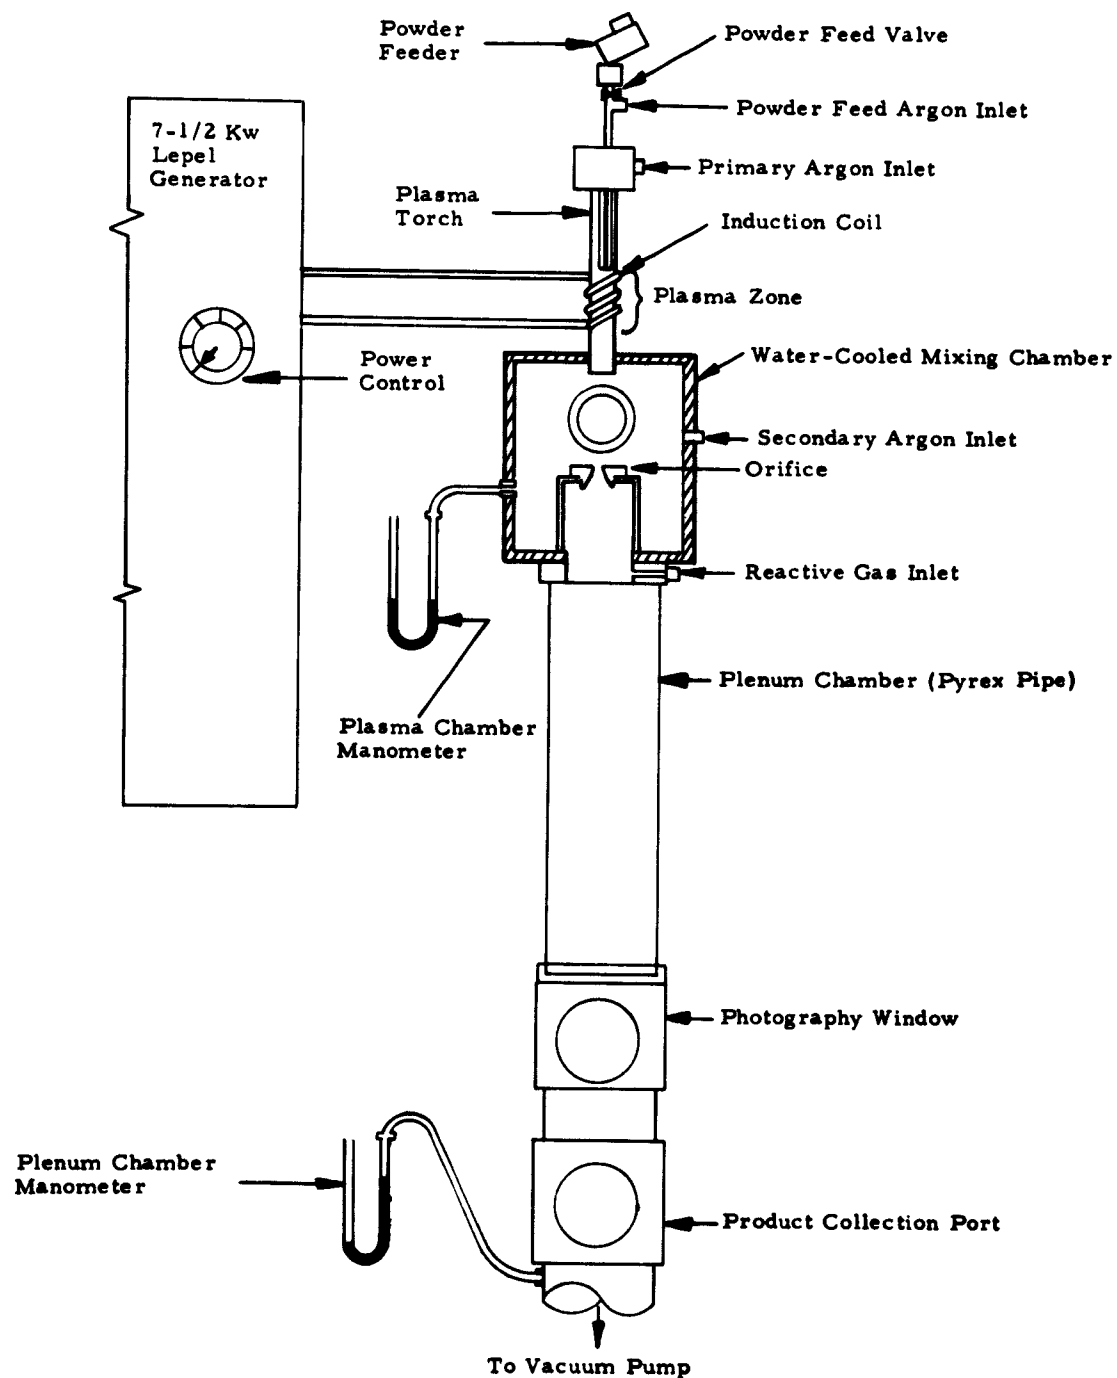 Powder
Feeder
Powder Feed Valve
Powder Feed Argon Inlet
7-1/2 Kw
Lepel
Generator
Primary Argon Inlet
Plasma
Torch
Induction Coil
Plasma Zone
Water-Cooled Mixing Chamber
Power
Control
Secondary Argon Inlet
Orifice
Reactive Gas Inlet
Plenum Chamber (Pyrex Pipe)
Plasma Chamber
Manometer
Photography Window
Plenum Chamber
Manometer
Product Collection Port
To Vacuum Pump